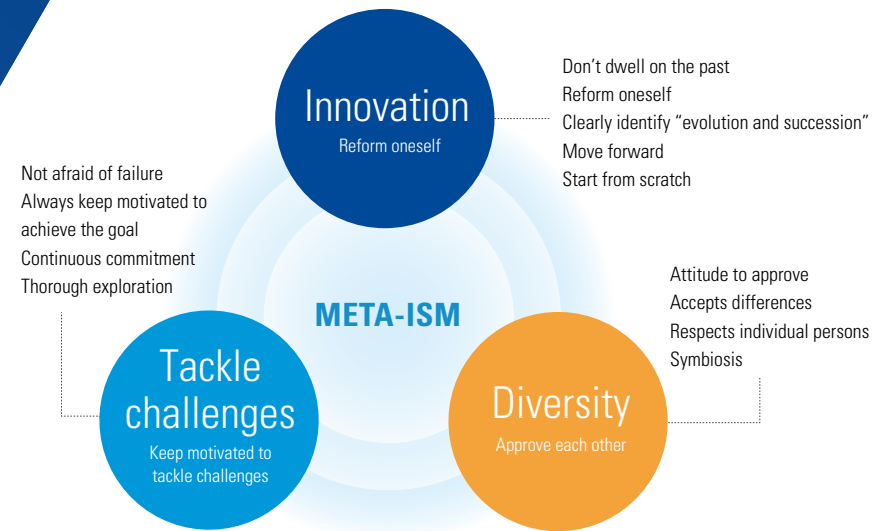 Innovation
Reform oneself
Don’t dwell on the past
Reform oneself
Clearly identify “evolution and succession”
Move forward
Start from scratch
Not afraid of failure
Always keep motivated to
achieve the goal
Continuous commitment
Thorough exploration
META-ISM
Attitude to approve
Accepts differences
Respects individual persons
Symbiosis
Tackle
challenges
Keep motivated to
tackle challenges
Diversity
Approve each other